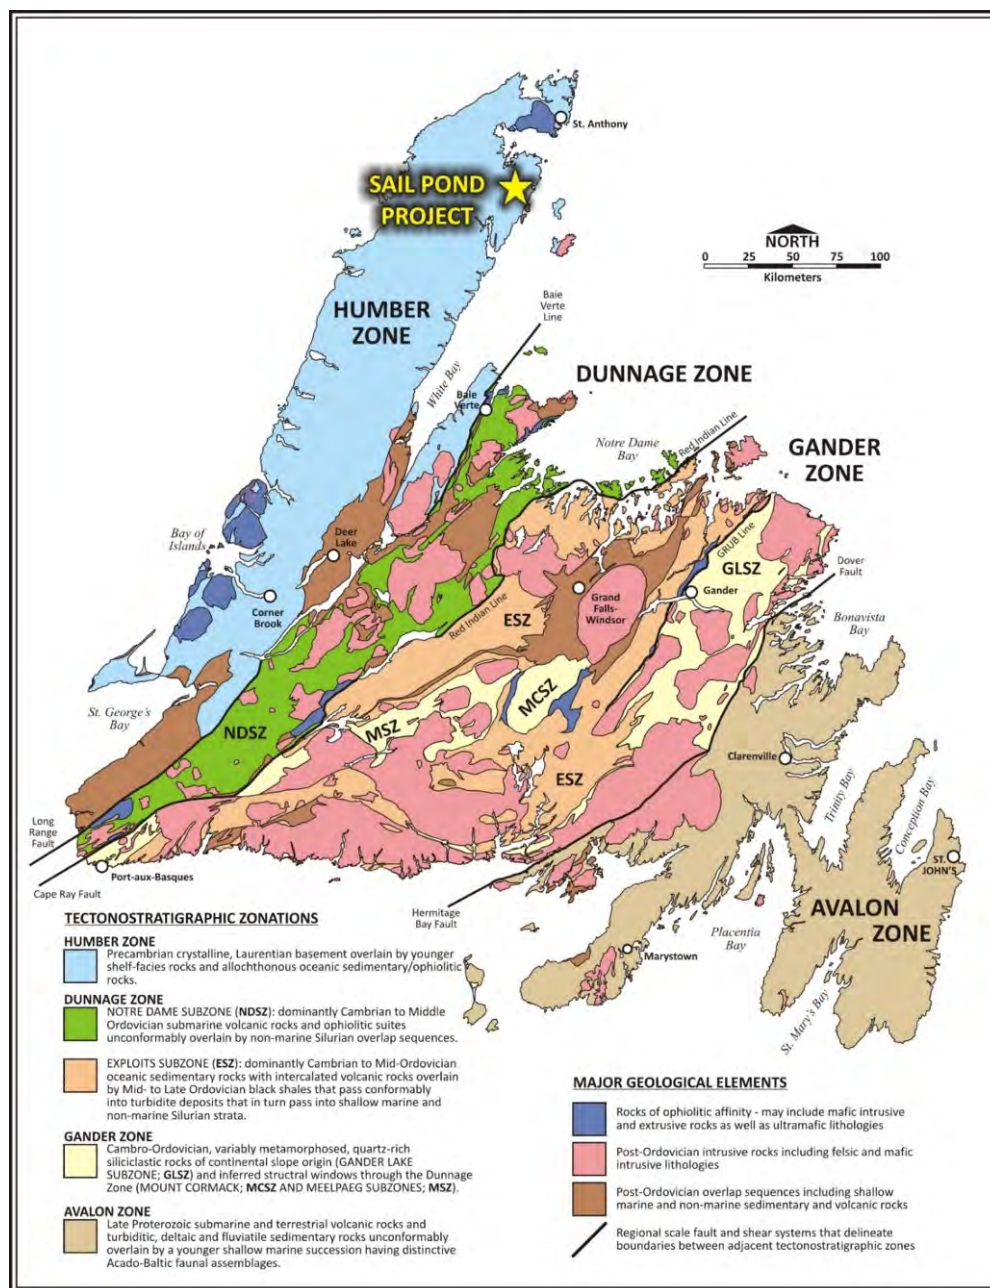 St. Anthony
SAIL POND
PROJECT
NORTH
0 25 50 75 100
Kilometers
Baie
Verte
Line
HUMBER
ZONE
White Bay
DUNNAGE ZONE
Baie
Verte
Notre Dame
Bay
Red Indian Line
GANDER
ZONE
Bay of
Islands
Deer
Lake
GRUB Line
GLSZ
Dover
Fault
Corner
Brook
Red Indian Line
ESZ
Grand
Falls-
Windsor
Gander
Bonavista
Bay
St. George's
Bay
NDSZ
MSZ
MCSZ
ESZ
Clarenville
Trinity Bay
Conception Bay
Long
Range
Fault
Port-aux-Basques
Cape Ray Fault
ST.
JOHN'S
Hermitage
Bay Fault
AVALON
ZONE
Placentia
Bay
Marystown
St. Mary's Bay
TECTONOSTRATIGRAPHIC ZONATIONS
HUMBER ZONE
Precambrian crystalline, Laurentian basement overlain by younger
shelf-facies rocks and allochthonous oceanic sedimentary/ophiolitic
rocks.
DUNNAGE ZONE
NOTRE DAME SUBZONE (NDSZ): dominantly Cambrian to Middle
Ordovician submarine volcanic rocks and ophiolitic suites
unconformably overlain by non-marine Silurian overlap sequences.
EXPLOITS SUBZONE (ESZ): dominantly Cambrian to Mid-Ordovician
oceanic sedimentary rocks with intercalated volcanic rocks overlain
by Mid- to Late Ordovician black shales that pass conformably
into turbidite deposits that in turn pass into shallow marine and
non-marine Silurian strata.
GANDER ZONE
Cambro-Ordovician, variably metamorphosed, quartz-rich
siliciclastic rocks of continental slope origin (GANDER LAKE
SUBZONE; GLSZ) and inferred structral windows through the Dunnage
Zone (MOUNT CORMACK; MCSZ AND MEELPAEG SUBZONES; MSZ).
AVALON ZONE
Late Proterozoic submarine and terrestrial volcanic rocks and
turbiditic, deltaic and fluviatile sedimentary rocks unconformably
overlain by a younger shallow marine succession having distinctive
Acado-Baltic faunal assemblages.
MAJOR GEOLOGICAL ELEMENTS
Rocks of ophiolitic affinity - may include mafic intrusive
and extrusive rocks as well as ultramafic lithologies
Post-Ordovician intrusive rocks including felsic and mafic
intrusive lithologies
Post-Ordovician overlap sequences including shallow
marine and non-marine sedimentary and volcanic rocks
Regional scale fault and shear systems that delineate
boundaries between adjacent tectonostratigraphic zones